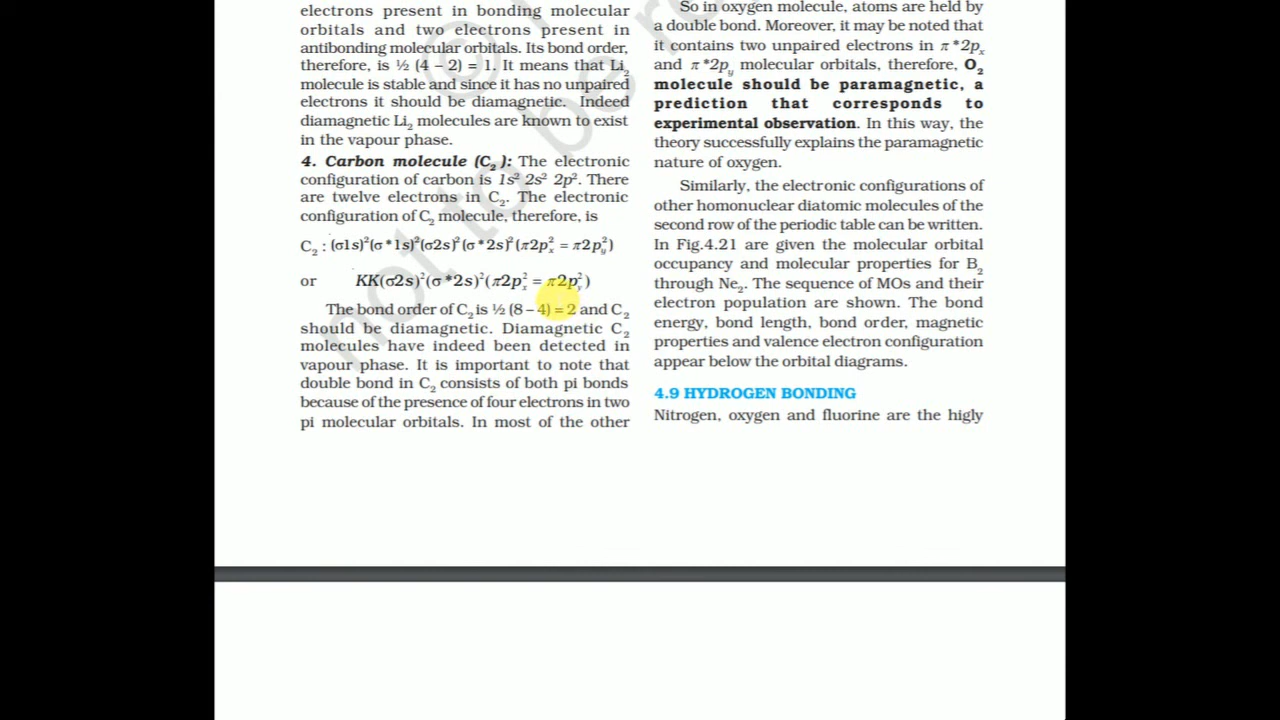 electrons present in bonding molecular
orbitals and two electrons present in
antibonding molecular orbitals. Its bond order,
therefore, is ½ (4 – 2) = 1. It means that Li₂
molecule is stable and since it has no unpaired
electrons it should be diamagnetic. Indeed
diamagnetic Li₂ molecules are known to exist
in the vapour phase.
4. Carbon molecule (C₂ ): The electronic
configuration of carbon is 1s² 2s² 2p². There
are twelve electrons in C₂. The electronic
configuration of C₂ molecule, therefore, is
C₂ : (σ1s)²(σ*1s)²(σ2s)²(σ*2s)²(π2pₓ² = π2p_y²)
or KK(σ2s)²(σ*2s)²(π2pₓ² = π2p_y²)
The bond order of C₂ is ½ (8 – 4) = 2 and C₂
should be diamagnetic. Diamagnetic C₂
molecules have indeed been detected in
vapour phase. It is important to note that
double bond in C₂ consists of both pi bonds
because of the presence of four electrons in two
pi molecular orbitals. In most of the other
So in oxygen molecule, atoms are held by
a double bond. Moreover, it may be noted that
it contains two unpaired electrons in π*2pₓ
and π*2p_y molecular orbitals, therefore, O₂
molecule should be paramagnetic, a
prediction that corresponds to
experimental observation. In this way, the
theory successfully explains the paramagnetic
nature of oxygen.
Similarly, the electronic configurations of
other homonuclear diatomic molecules of the
second row of the periodic table can be written.
In Fig.4.21 are given the molecular orbital
occupancy and molecular properties for B₂
through Ne₂. The sequence of MOs and their
electron population are shown. The bond
energy, bond length, bond order, magnetic
properties and valence electron configuration
appear below the orbital diagrams.
4.9 HYDROGEN BONDING
Nitrogen, oxygen and fluorine are the higly
©
not to be re